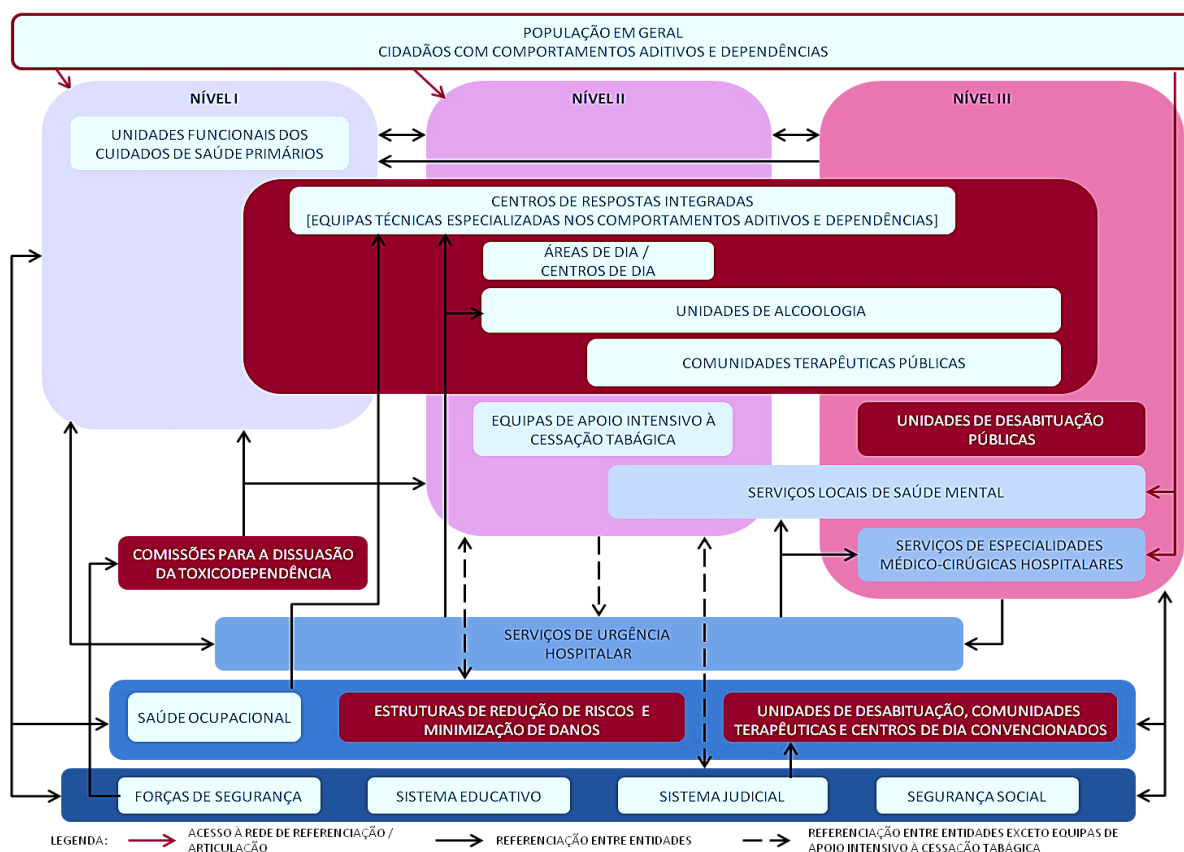 POPULAÇÃO EM GERAL
CIDADÃOS COM COMPORTAMENTOS ADITIVOS E DEPENDÊNCIAS
NÍVEL I
NÍVEL II
NÍVEL III
UNIDADES FUNCIONAIS DOS
CUIDADOS DE SAÚDE PRIMÁRIOS
CENTROS DE RESPOSTAS INTEGRADAS
[EQUIPAS TÉCNICAS ESPECIALIZADAS NOS COMPORTAMENTOS ADITIVOS E DEPENDÊNCIAS]
ÁREAS DE DIA /
CENTROS DE DIA
UNIDADES DE ALCOOLOGIA
COMUNIDADES TERAPÊUTICAS PÚBLICAS
EQUIPAS DE APOIO INTENSIVO À
CESSAÇÃO TABÁGICA
UNIDADES DE DESABITUAÇÃO
PÚBLICAS
SERVIÇOS LOCAIS DE SAÚDE MENTAL
COMISSÕES PARA A DISSUASÃO
DA TOXICODEPENDÊNCIA
SERVIÇOS DE ESPECIALIDADES
MÉDICO-CIRÚGICAS HOSPITALARES
SERVIÇOS DE URGÊNCIA
HOSPITALAR
SAÚDE OCUPACIONAL
ESTRUTURAS DE REDUÇÃO DE RISCOS E
MINIMIZAÇÃO DE DANOS
UNIDADES DE DESABITUAÇÃO, COMUNIDADES
TERAPÊUTICAS E CENTROS DE DIA CONVENCIONADOS
FORÇAS DE SEGURANÇA
SISTEMA EDUCATIVO
SISTEMA JUDICIAL
SEGURANÇA SOCIAL
LEGENDA:
ACESSO À REDE DE REFERENCIAÇÃO /
ARTICULAÇÃO
REFERENCIAÇÃO ENTRE ENTIDADES
REFERENCIAÇÃO ENTRE ENTIDADES EXCETO EQUIPAS DE
APOIO INTENSIVO À CESSAÇÃO TABÁGICA